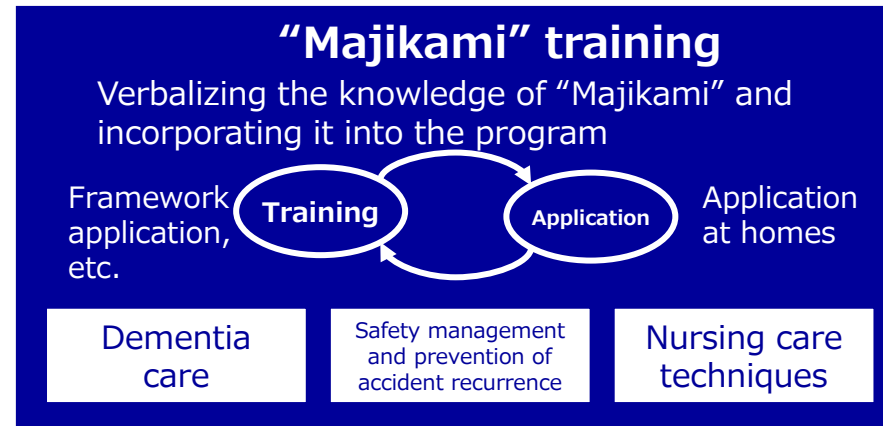 “Majikami” training
Verbalizing the knowledge of “Majikami” and
incorporating it into the program
Framework
application,
etc.
Training
Application
Application
at homes
Dementia
care
Safety management
and prevention of
accident recurrence
Nursing care
techniques